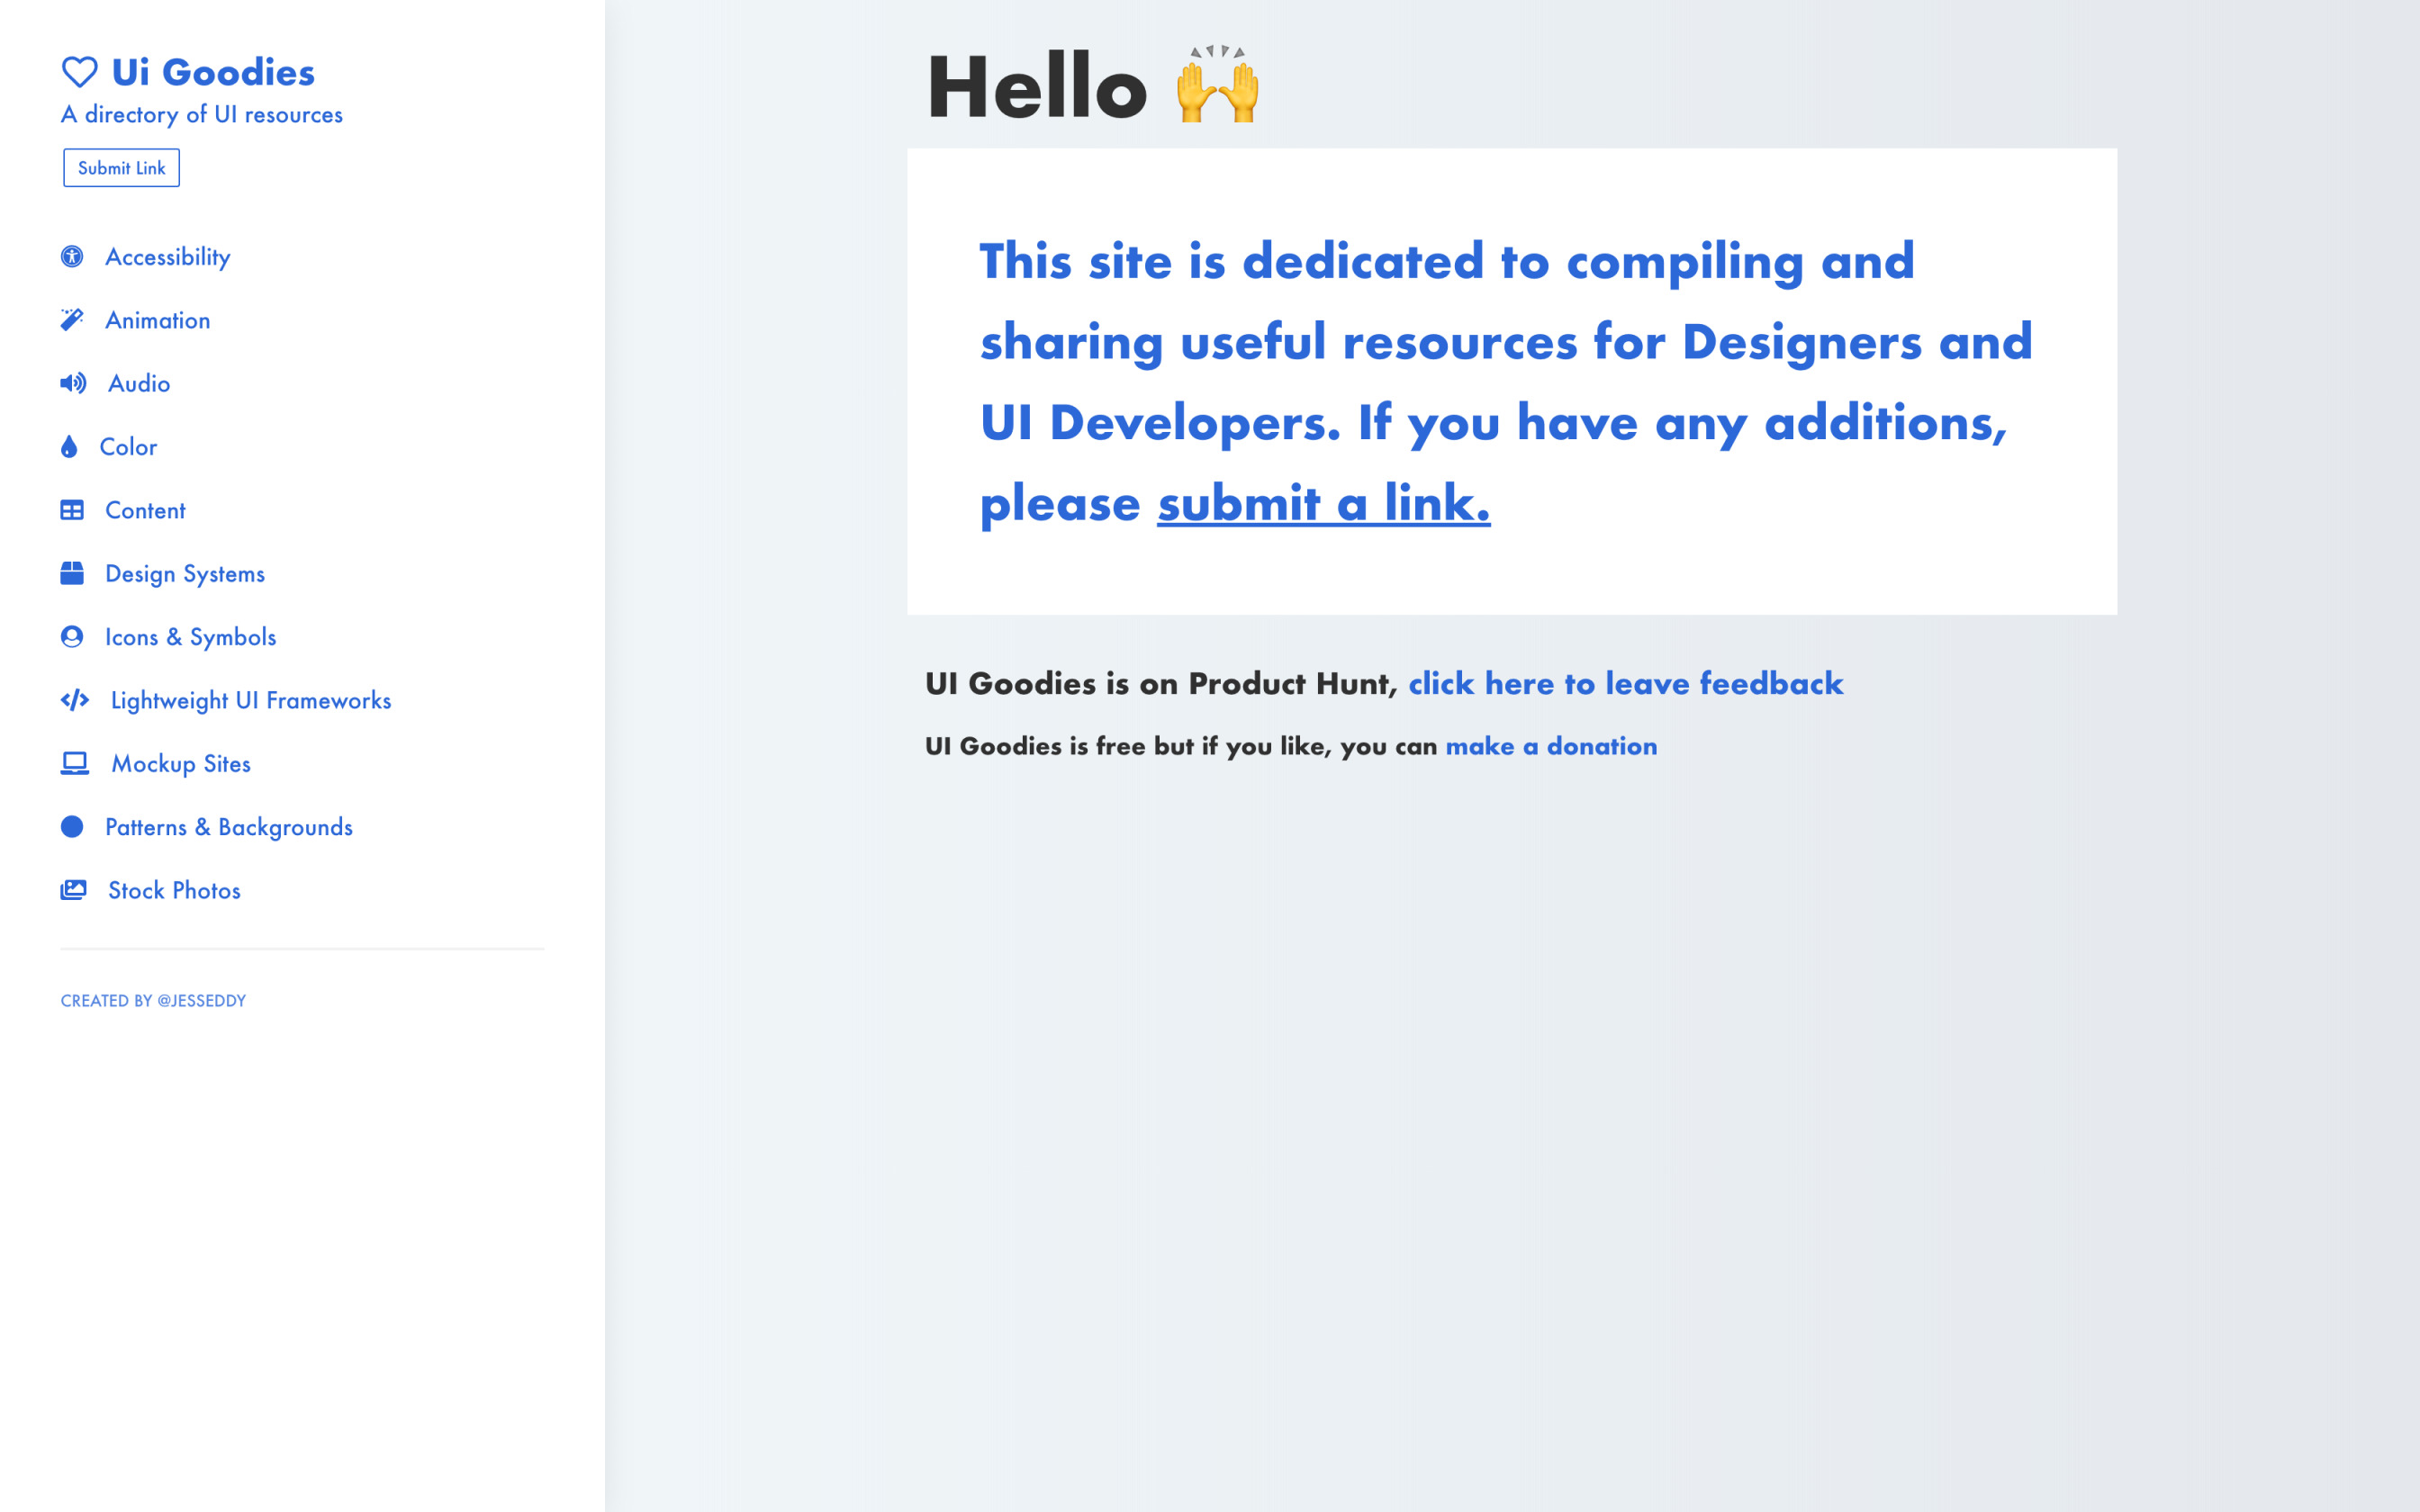 Ui Goodies
A directory of UI resources
Submit Link
Accessibility
Animation
Audio
Color
Content
Design Systems
Icons & Symbols
Lightweight UI Frameworks
Mockup Sites
Patterns & Backgrounds
Stock Photos
CREATED BY @JESSEDDY
Hello 🙌
This site is dedicated to compiling and
sharing useful resources for Designers and
UI Developers. If you have any additions,
please submit a link.
UI Goodies is on Product Hunt, click here to leave feedback
UI Goodies is free but if you like, you can make a donation